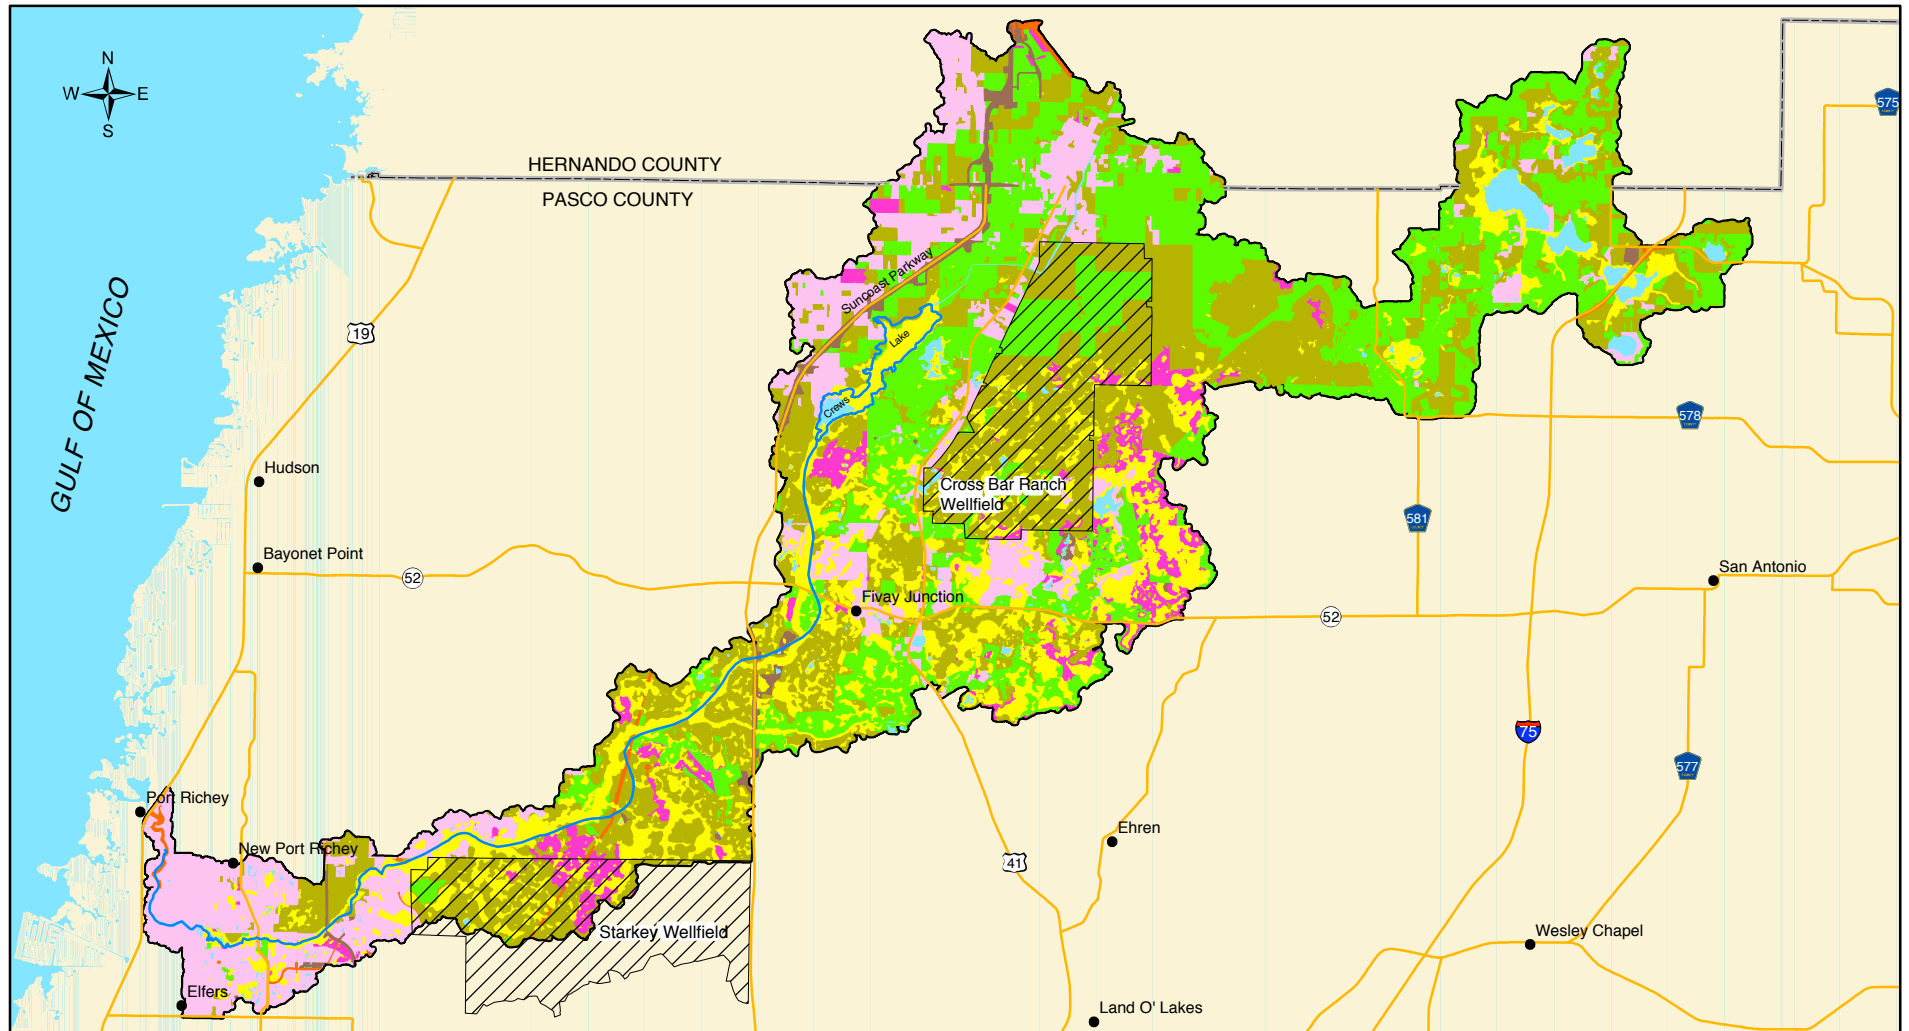 N
W E
S
HERNANDO COUNTY
PASCO COUNTY
575
GULF OF MEXICO
19
Suncoast Parkway
Lake
Crews
578
Hudson
Cross Bar Ranch
Wellfield
581
Bayonet Point
52
San Antonio
Fivay Junction
52
75
577
Port Richey
New Port Richey
41
Ehren
Starkey Wellfield
Wesley Chapel
Elfers
Land O' Lakes